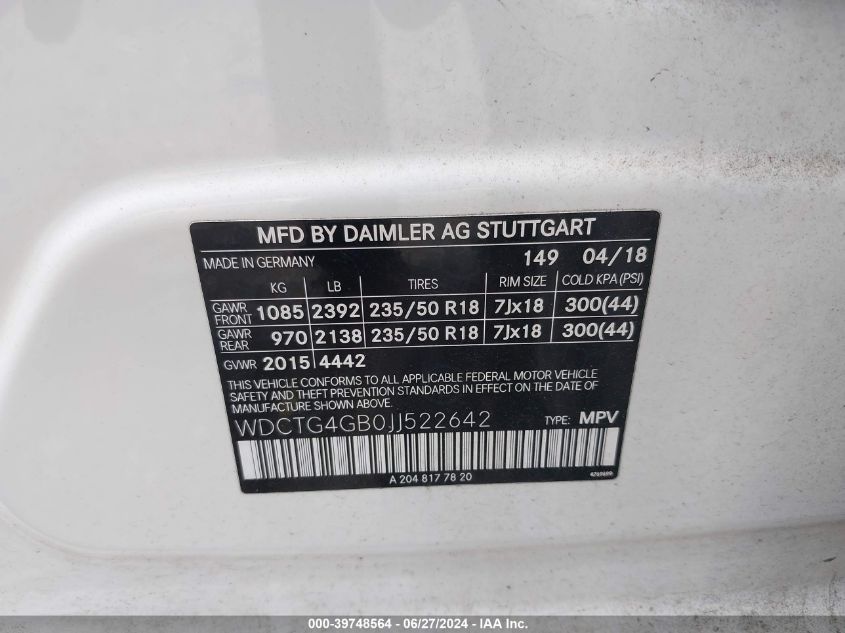 MFD BY DAIMLER AG STUTTGART
MADE IN GERMANY 149 04/18
KG LB TIRES RIM SIZE COLD KPA (PSI)
GAWR FRONT 1085 2392 235/50 R18 7Jx18 300(44)
GAWR REAR 970 2138 235/50 R18 7Jx18 300(44)
GVWR 2015 4442
THIS VEHICLE CONFORMS TO ALL APPLICABLE FEDERAL MOTOR VEHICLE
SAFETY AND THEFT PREVENTION STANDARDS IN EFFECT ON THE DATE OF
MANUFACTURE SHOWN ABOVE.
WDCTG4GB0JJ522642 TYPE: MPV
A 204 817 78 20
000-39748564 / 06/27/2024 / IAAI.com